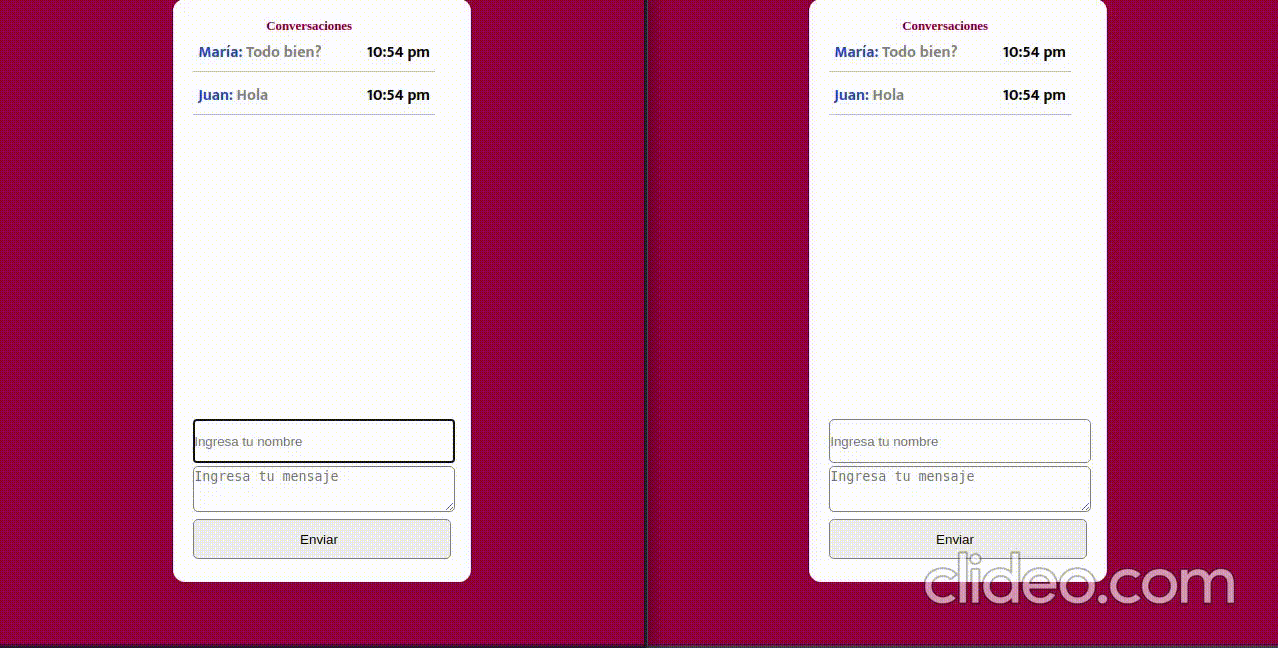 Conversaciones
María: Todo bien? 10:54 pm
Juan: Hola 10:54 pm
Ingresa tu nombre
Ingresa tu mensaje
Enviar
Conversaciones
María: Todo bien? 10:54 pm
Juan: Hola 10:54 pm
Ingresa tu nombre
Ingresa tu mensaje
Enviar
clideo.com